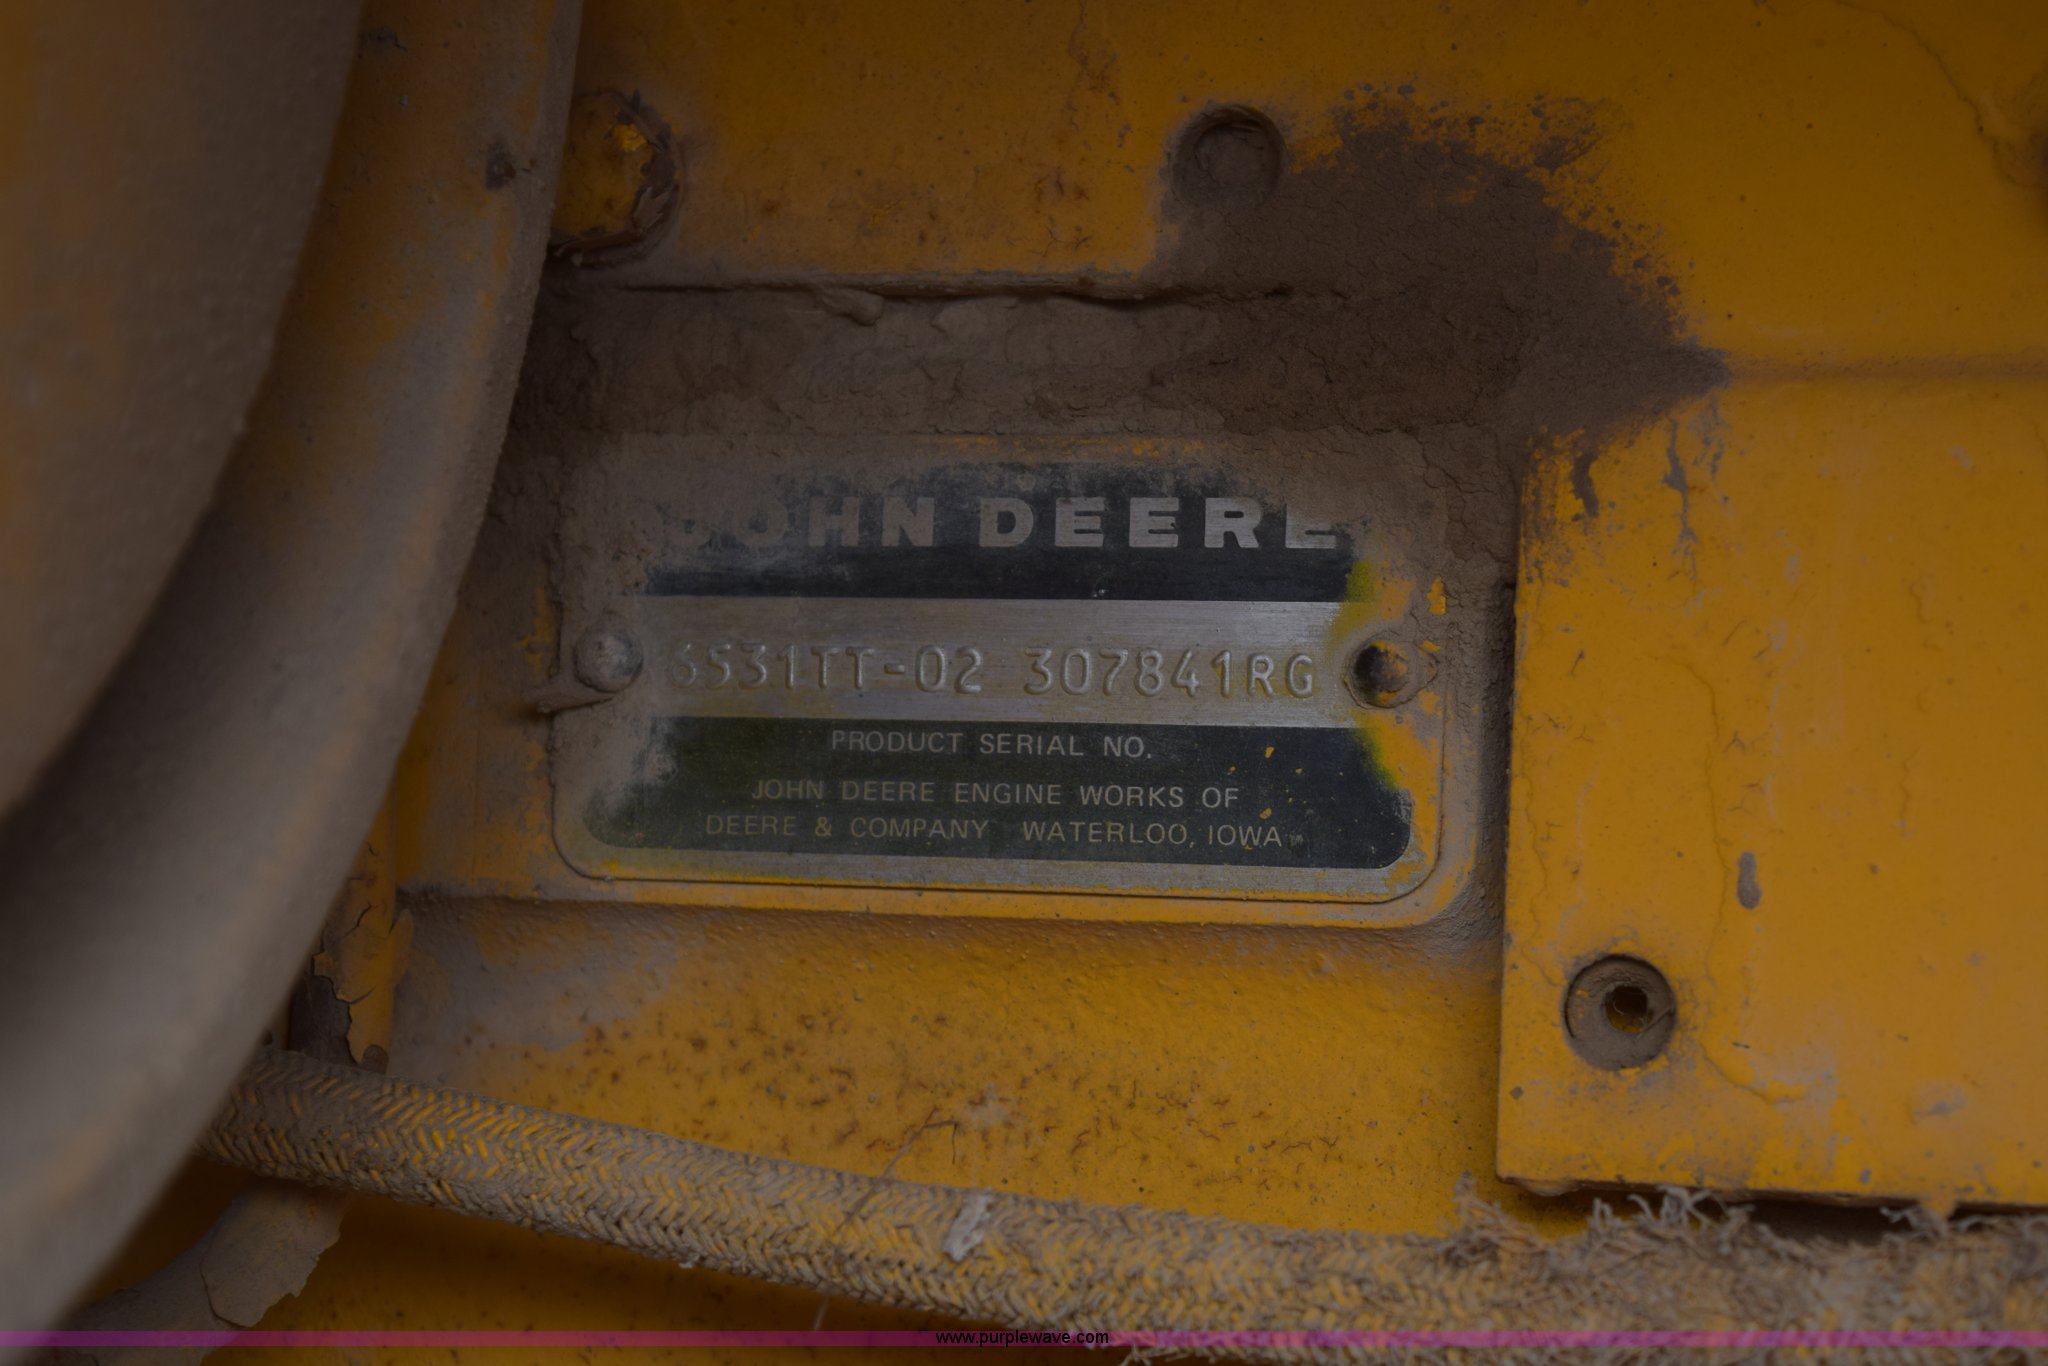 JOHN DEERE
6531TT-02 307841RG
PRODUCT SERIAL NO.
JOHN DEERE ENGINE WORKS OF
DEERE & COMPANY WATERLOO, IOWA
www.purplewave.com